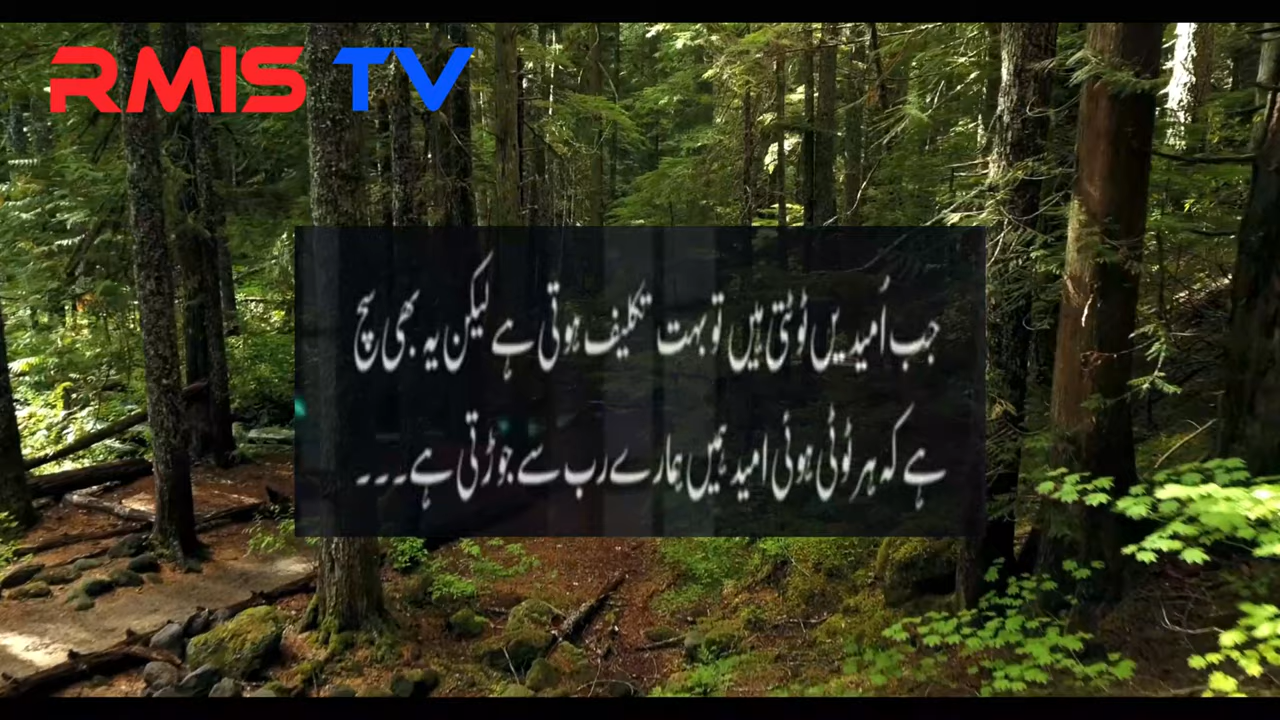 RMIS TV
جب اُمیدیں ٹوٹتی ہیں تو بہت تکلیف ہوتی ہے لیکن یہ بھی سچ
ہے کہ ہر ٹوٹی ہوئی امید ہمیں ہمارے رب سے جوڑتی ہے۔۔۔